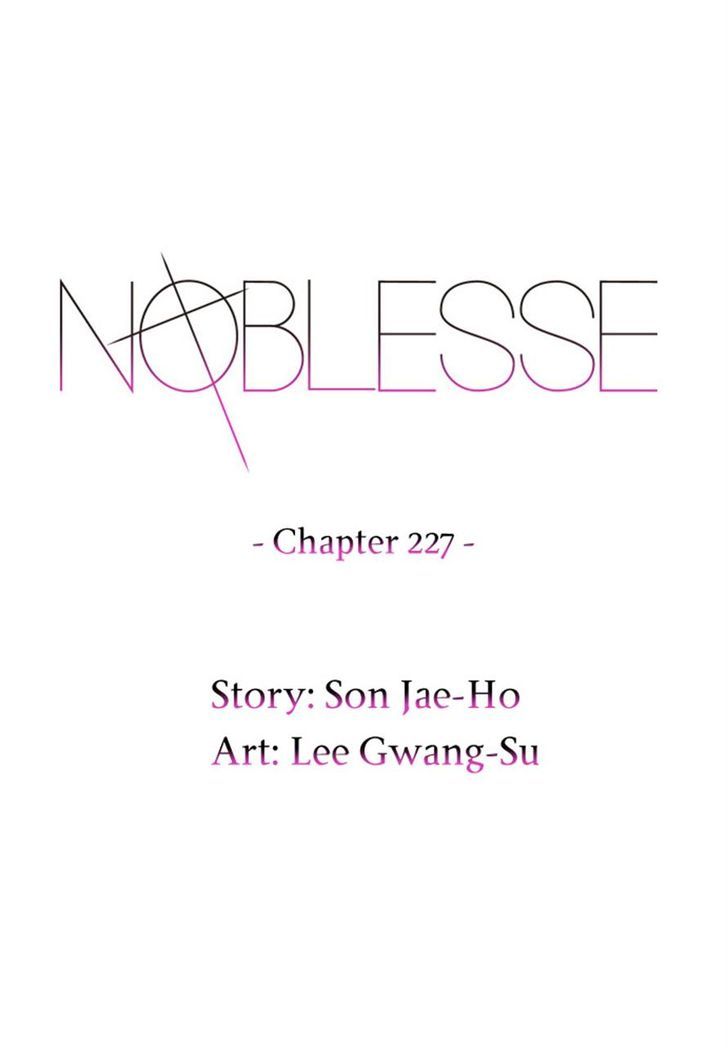 NOBLESSE
- Chapter 227 -
Story: Son Jae-Ho
Art: Lee Gwang-Su